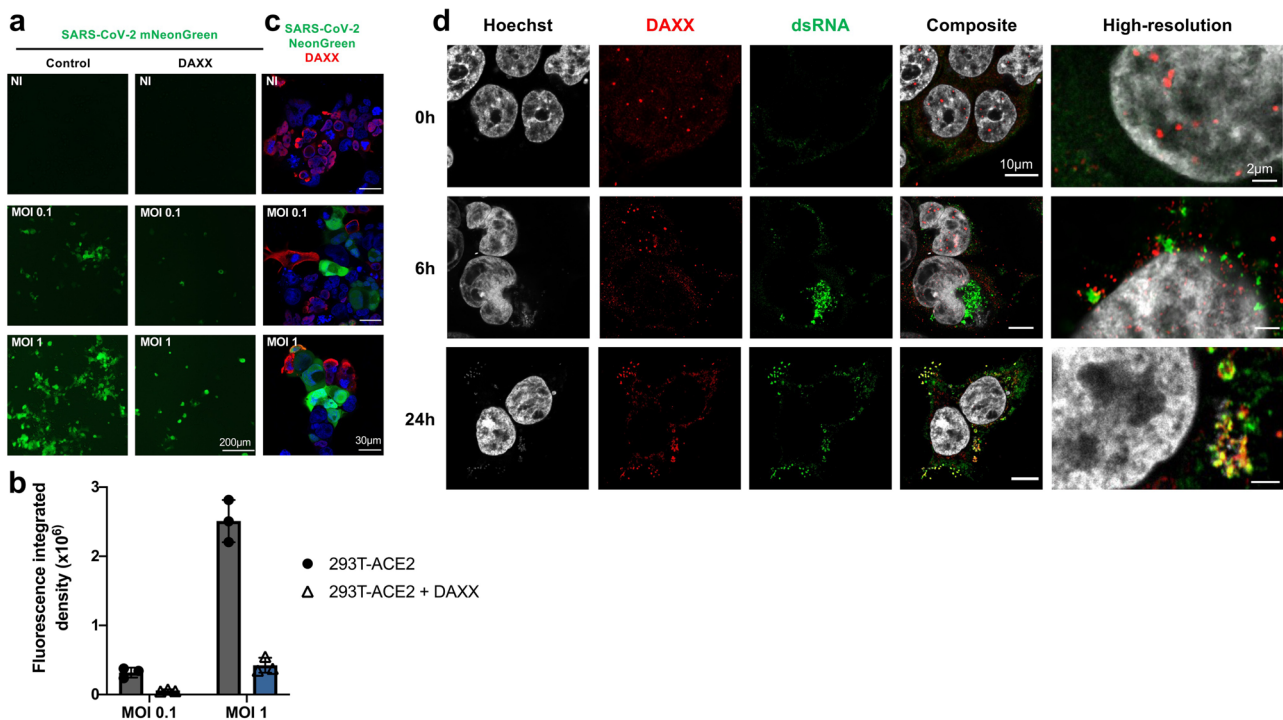 a
SARS-CoV-2 mNeonGreen
Control
DAXX
NI
NI
MOI 0.1
MOI 0.1
MOI 1
MOI 1
200µm
c
SARS-CoV-2
NeonGreen
DAXX
NI
MOI 0.1
MOI 1
30µm
b
Fluorescence integrated
density (x10⁶)
3
2
1
0
MOI 0.1
MOI 1
293T-ACE2
293T-ACE2 + DAXX
d
Hoechst
DAXX
dsRNA
Composite
High-resolution
0h
10µm
2µm
6h
24h